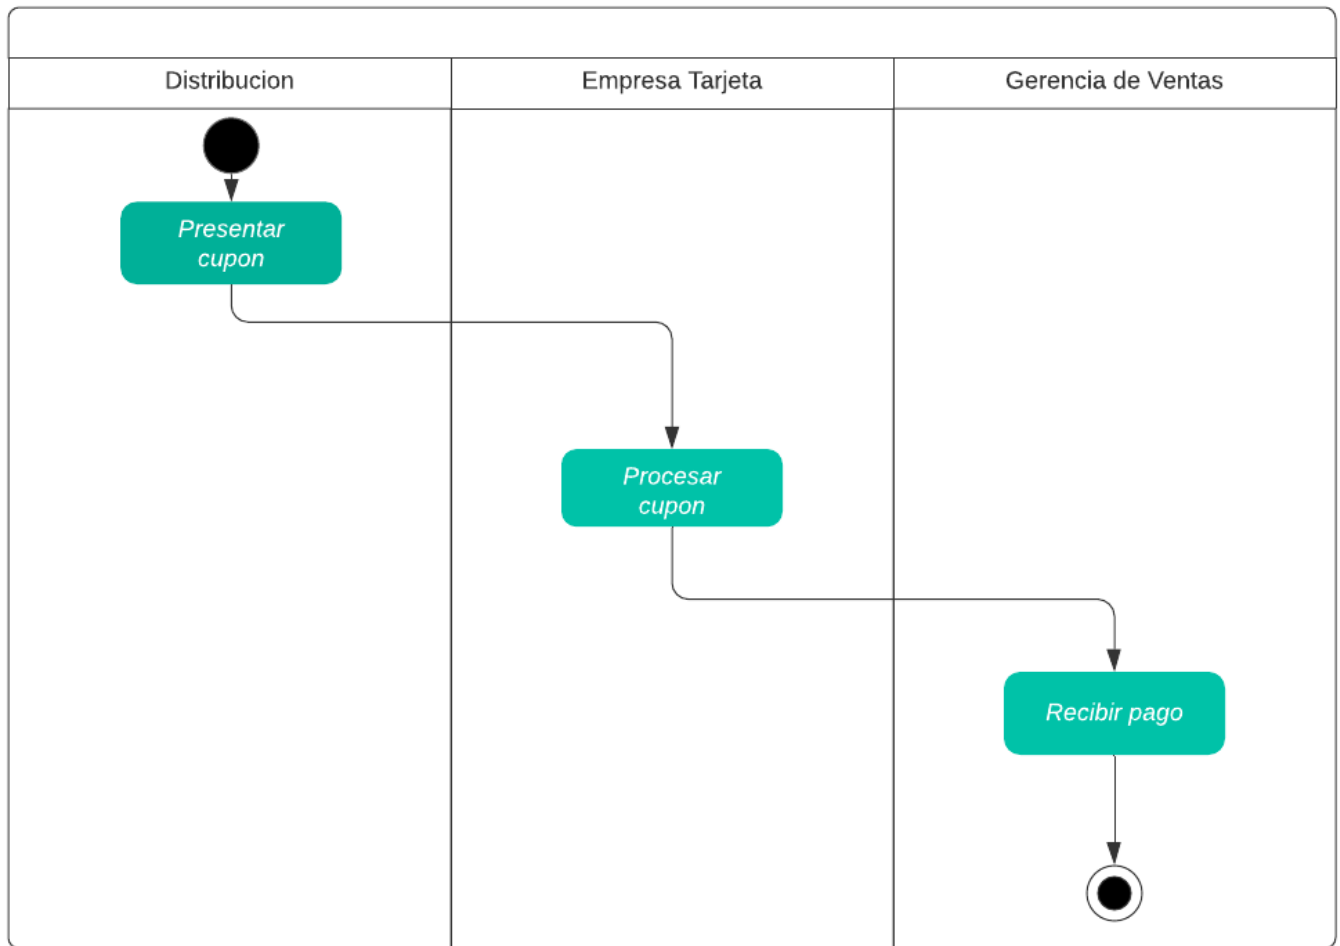 Distribucion
Empresa Tarjeta
Gerencia de Ventas
Presentar
cupon
Procesar
cupon
Recibir pago